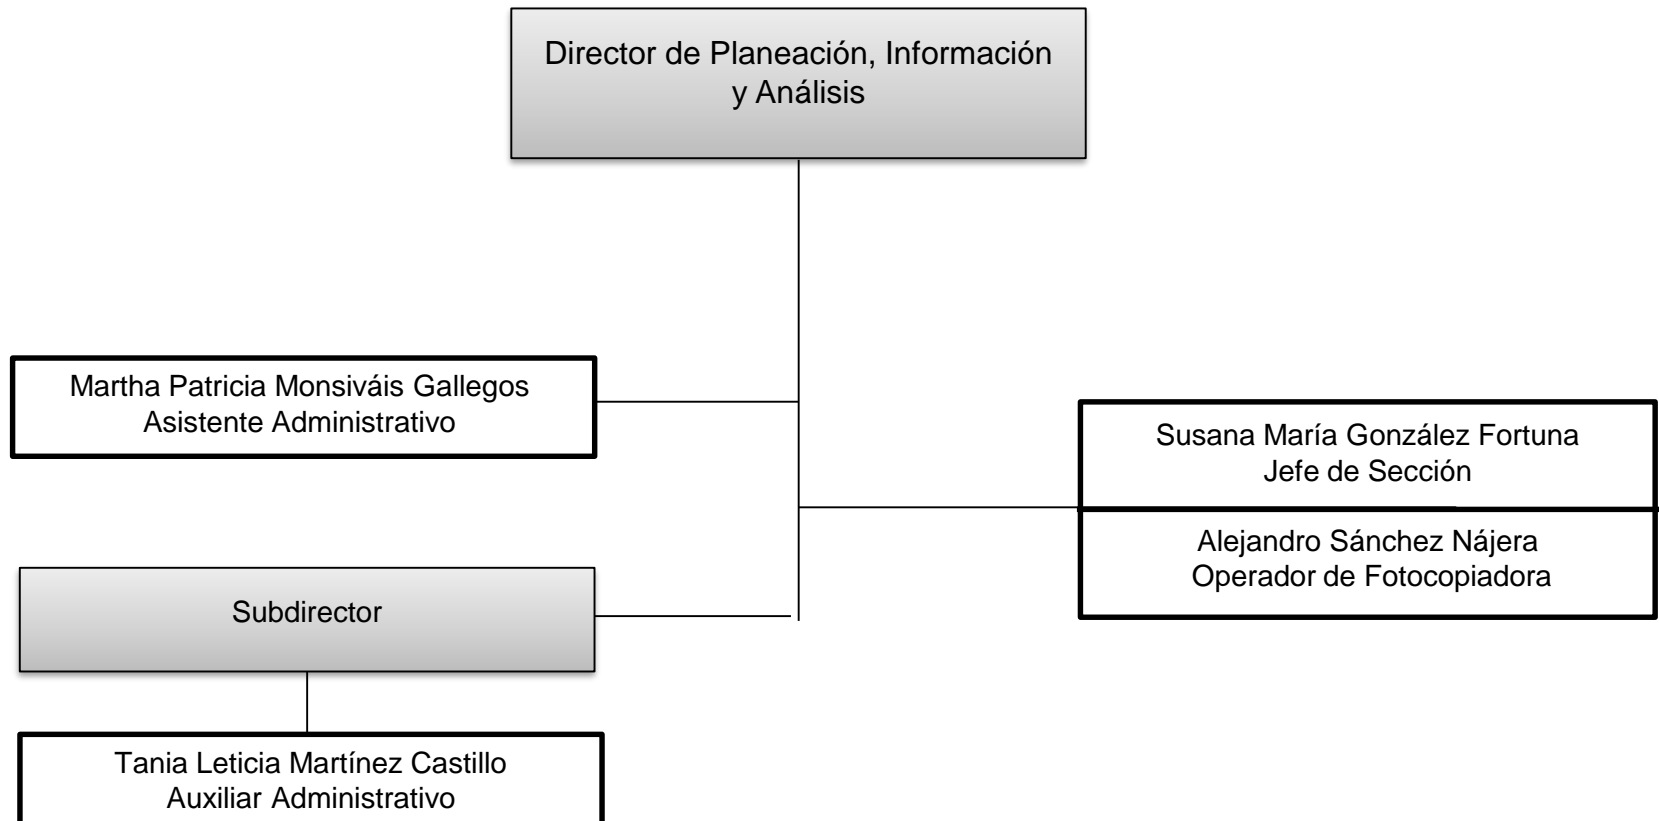 Director de Planeación, Información
y Análisis
Martha Patricia Monsiváis Gallegos
Asistente Administrativo
Susana María González Fortuna
Jefe de Sección
Alejandro Sánchez Nájera
Operador de Fotocopiadora
Subdirector
Tania Leticia Martínez Castillo
Auxiliar Administrativo